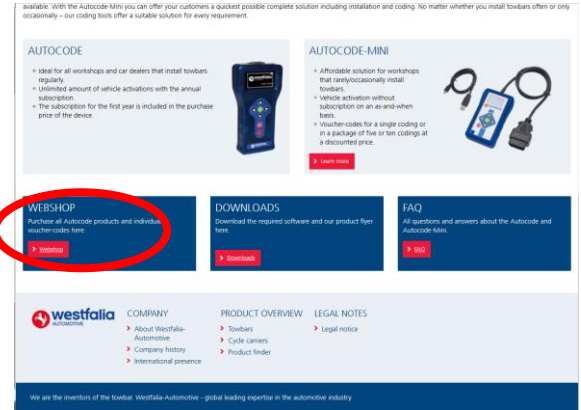 available. With the Autocode-Mini you can offer your customers a quickest possible complete solution including installation and coding. No matter whether you install towbars often or only
occasionally – our coding tools offer a suitable solution for every requirement.
AUTOCODE
Ideal for all workshops and car dealers that install towbars
regularly.
Unlimited amount of vehicle activations with the annual
subscription.
The subscription for the first year is included in the purchase
price of the device.
AUTOCODE-MINI
Affordable solution for workshops
that rarely/occasionally install
towbars.
Vehicle activation without
subscription on an as-and-when
basis.
Voucher-codes for a single coding or
in a package of five or ten codings at
a discounted price.
Learn more
WEBSHOP
Purchase all Autocode products and individual
voucher-codes here.
Webshop
DOWNLOADS
Download the required software and our product flyer
here.
Downloads
FAQ
All questions and answers about the Autocode and
Autocode-Mini.
FAQ
westfalia
AUTOMOTIVE
COMPANY
About Westfalia-
Automotive
Company history
International presence
PRODUCT OVERVIEW
Towbars
Cycle carriers
Product finder
LEGAL NOTES
Legal notice
We are the inventors of the towbar. Westfalia-Automotive - global leading expertise in the automotive industry